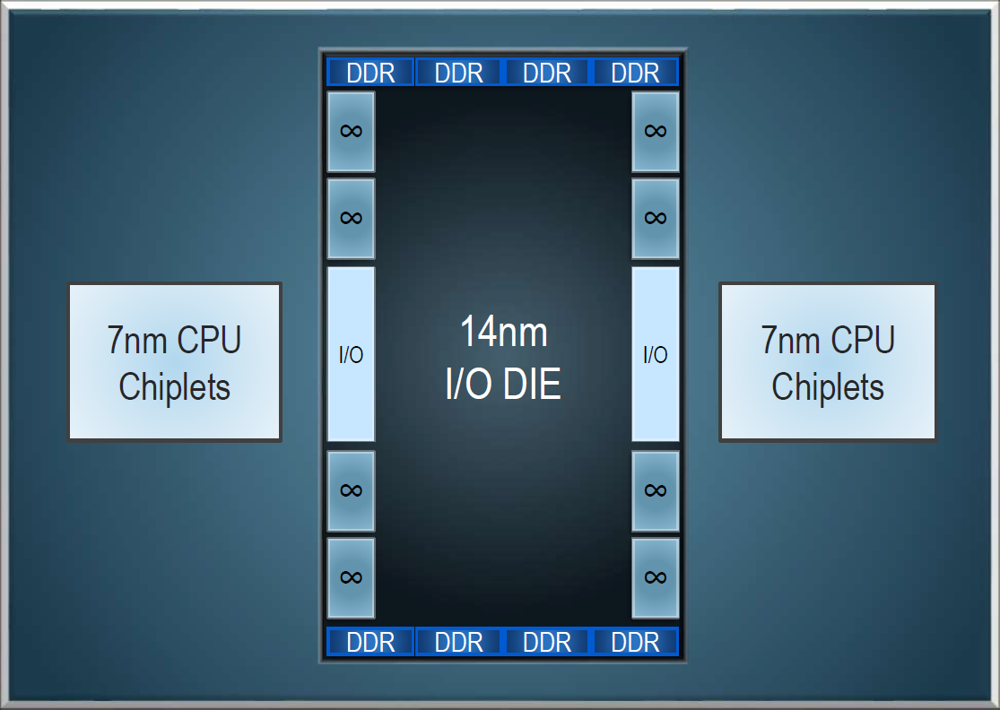 DDR DDR DDR DDR
∞ ∞
∞ ∞
7nm CPU
Chiplets
I/O
14nm
I/O DIE
I/O
7nm CPU
Chiplets
∞ ∞
∞ ∞
DDR DDR DDR DDR